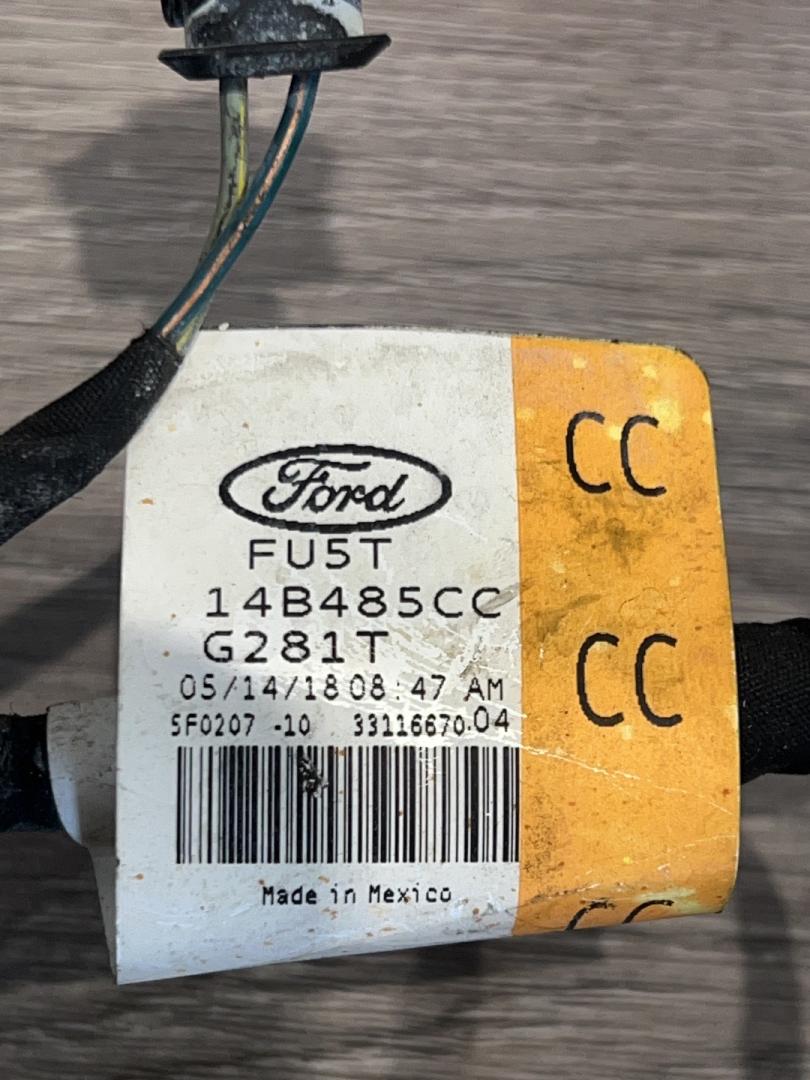 Ford
FU5T
14B485CC
G281T
05/14/18 08:47 AM
5F0207 -10 33116670.04
Made in Mexico
CC
CC
CC